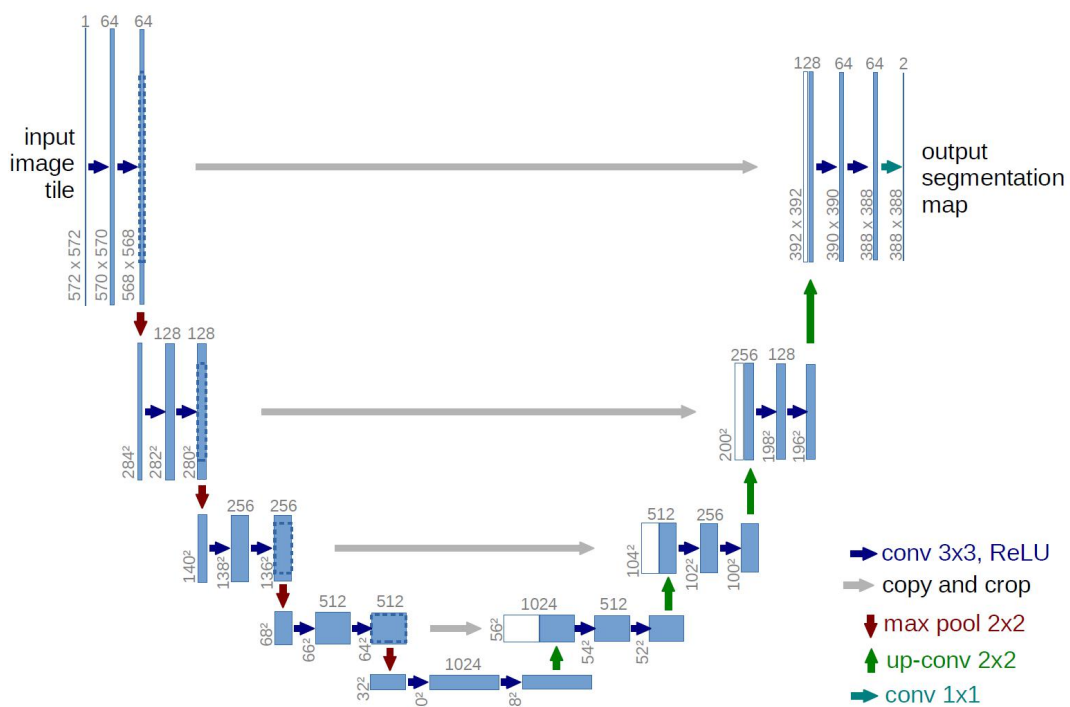 1 64 64
128 64 64 2
input
image
tile
output
segmentation
map
572 x 572
570 x 570
568 x 568
392 x 392
390 x 390
388 x 388
388 x 388
128 128
256 128
284²
282²
280²
200²
198²
196²
256 256
512 256
140²
138²
136²
104²
102²
100²
512 512
1024 512
68²
66²
64²
56²
54²
52²
1024
32²
0²
8²
conv 3x3, ReLU
copy and crop
max pool 2x2
up-conv 2x2
conv 1x1